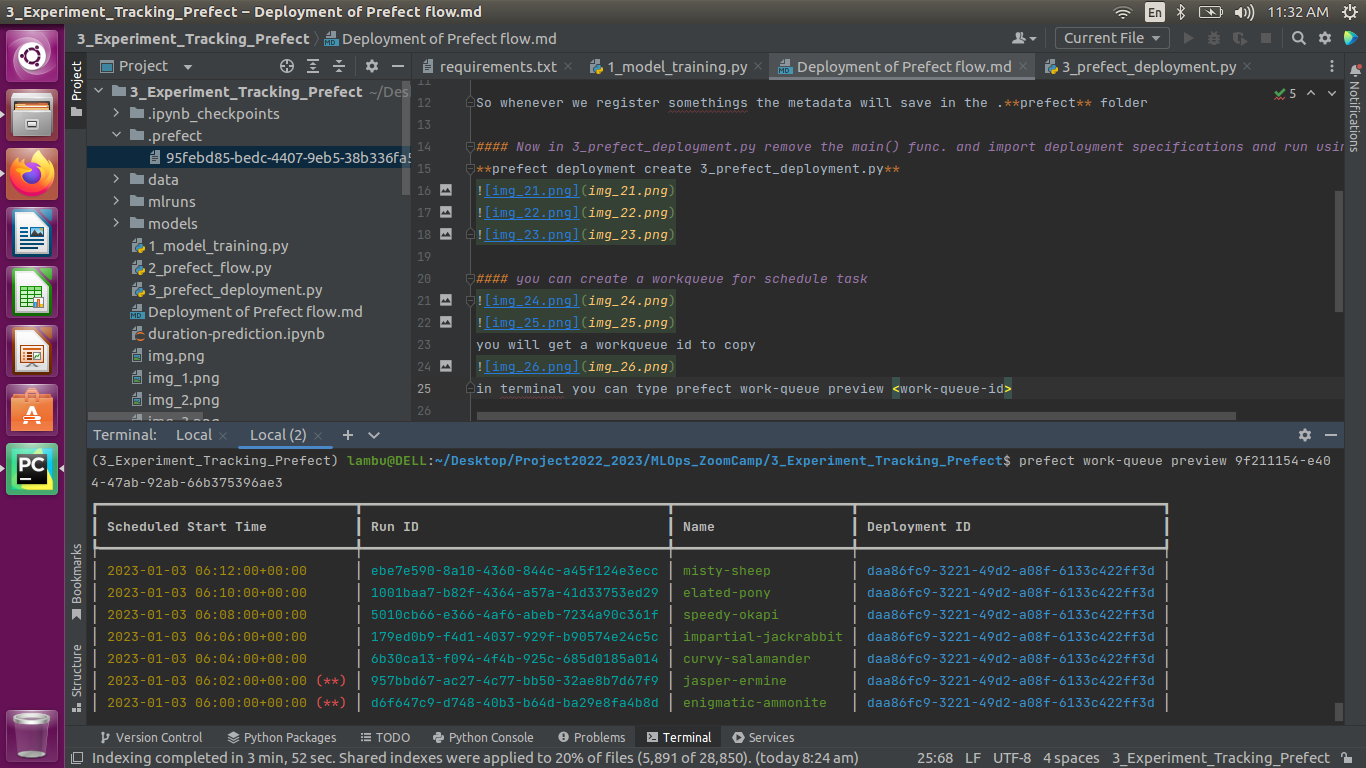 3_Experiment_Tracking_Prefect – Deployment of Prefect flow.md
En
11:32 AM
3_Experiment_Tracking_Prefect
Deployment of Prefect flow.md
Current File
Project
requirements.txt
1_model_training.py
Deployment of Prefect flow.md
3_prefect_deployment.py
Project
Notifications
3_Experiment_Tracking_Prefect ~/Des
.ipynb_checkpoints
.prefect
95febd85-bedc-4407-9eb5-38b336fa5
data
mlruns
models
1_model_training.py
2_prefect_flow.py
3_prefect_deployment.py
Deployment of Prefect flow.md
duration-prediction.ipynb
img.png
img_1.png
img_2.png
img_3.png
11
12 So whenever we register somethings the metadata will save in the .**prefect** folder
5
13
14 #### Now in 3_prefect_deployment.py remove the main() func. and import deployment specifications and run usin
15 **prefect deployment create 3_prefect_deployment.py**
16 ![img_21.png](img_21.png)
17 ![img_22.png](img_22.png)
18 ![img_23.png](img_23.png)
19
20 #### you can create a workqueue for schedule task
21 ![img_24.png](img_24.png)
22 ![img_25.png](img_25.png)
23 you will get a workqueue id to copy
24 ![img_26.png](img_26.png)
25 in terminal you can type prefect work-queue preview <work-queue-id>
26
Terminal: Local Local (2)
(3_Experiment_Tracking_Prefect) lambu@DELL:~/Desktop/Project2022_2023/MLOps_ZoomCamp/3_Experiment_Tracking_Prefect$ prefect work-queue preview 9f211154-e40
4-47ab-92ab-66b375396ae3
Scheduled Start Time Run ID Name Deployment ID
2023-01-03 06:12:00+00:00 ebe7e590-8a10-4360-844c-a45f124e3ecc misty-sheep daa86fc9-3221-49d2-a08f-6133c422ff3d
2023-01-03 06:10:00+00:00 1001baa7-b82f-4364-a57a-41d33753ed29 elated-pony daa86fc9-3221-49d2-a08f-6133c422ff3d
2023-01-03 06:08:00+00:00 5010cb66-e366-4af6-abeb-7234a90c361f speedy-okapi daa86fc9-3221-49d2-a08f-6133c422ff3d
2023-01-03 06:06:00+00:00 179ed0b9-f4d1-4037-929f-b90574e24c5c impartial-jackrabbit daa86fc9-3221-49d2-a08f-6133c422ff3d
2023-01-03 06:04:00+00:00 6b30ca13-f094-4f4b-925c-685d0185a014 curvy-salamander daa86fc9-3221-49d2-a08f-6133c422ff3d
2023-01-03 06:02:00+00:00 (**) 957bbd67-ac27-4c77-bb50-32ae8b7d67f9 jasper-ermine daa86fc9-3221-49d2-a08f-6133c422ff3d
2023-01-03 06:00:00+00:00 (**) d6f647c9-d748-40b3-b64d-ba29e8fa4b8d enigmatic-ammonite daa86fc9-3221-49d2-a08f-6133c422ff3d
Bookmarks
Structure
PC
Version Control Python Packages TODO Python Console Problems Terminal Services
Indexing completed in 3 min, 52 sec. Shared indexes were applied to 20% of files (5,891 of 28,850). (today 8:24 am) 25:68 LF UTF-8 4 spaces 3_Experiment_Tracking_Prefect